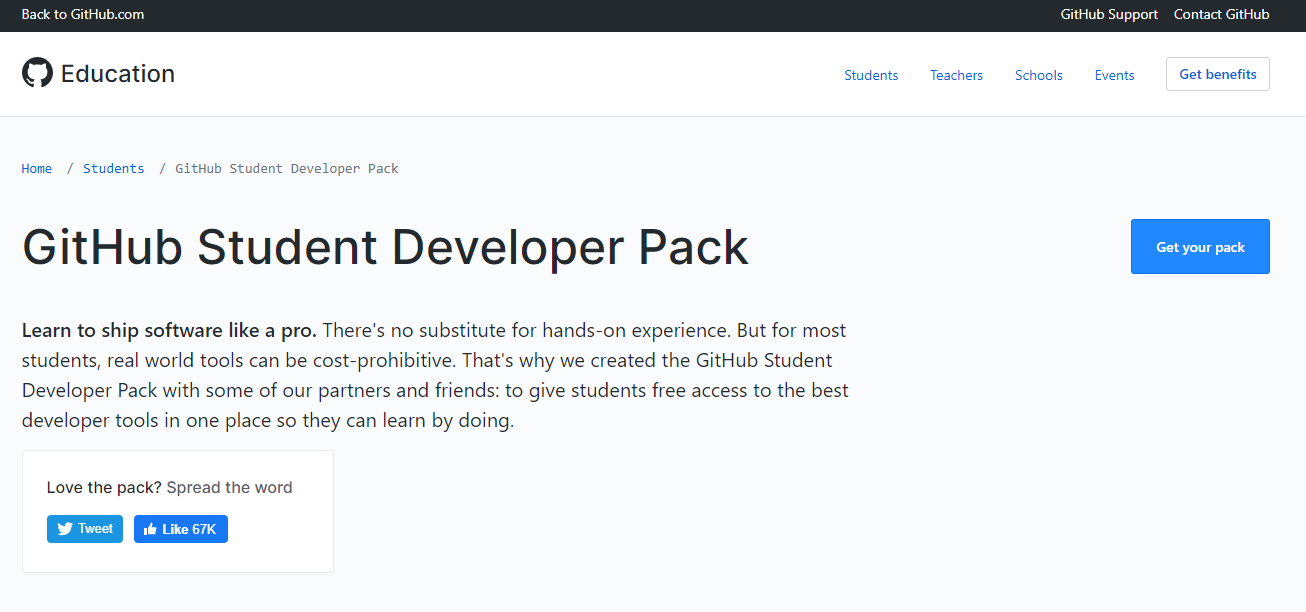 Back to GitHub.com GitHub Support Contact GitHub
Education Students Teachers Schools Events Get benefits
Home / Students / GitHub Student Developer Pack
GitHub Student Developer Pack Get your pack
Learn to ship software like a pro. There's no substitute for hands-on experience. But for most
students, real world tools can be cost-prohibitive. That's why we created the GitHub Student
Developer Pack with some of our partners and friends: to give students free access to the best
developer tools in one place so they can learn by doing.
Love the pack? Spread the word
Tweet Like 67K